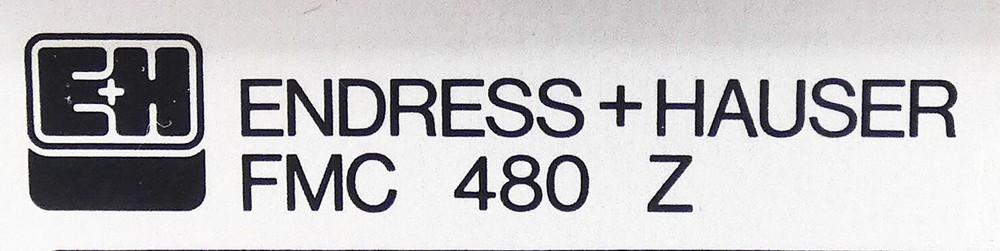 E+H
ENDRESS+HAUSER
FMC 480 Z